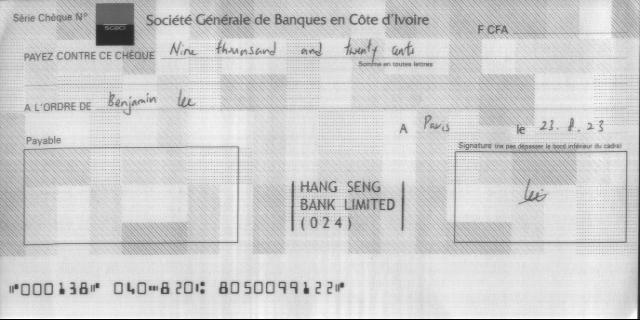 Série Chèque N°
SGBCI
Société Générale de Banques en Côte d'Ivoire
F CFA
PAYEZ CONTRE CE CHÈQUE Nine thounsand and twenty cents
Somme en toutes lettres
A L'ORDRE DE Benjamin Lee
A Paris le 23.8.23
Payable
Signature (ne pas dépasser le bord inférieur du cadre)
HANG SENG
BANK LIMITED
(024)
Lee
⑈000138⑈ 040⑉820⑆ 8050099122⑈